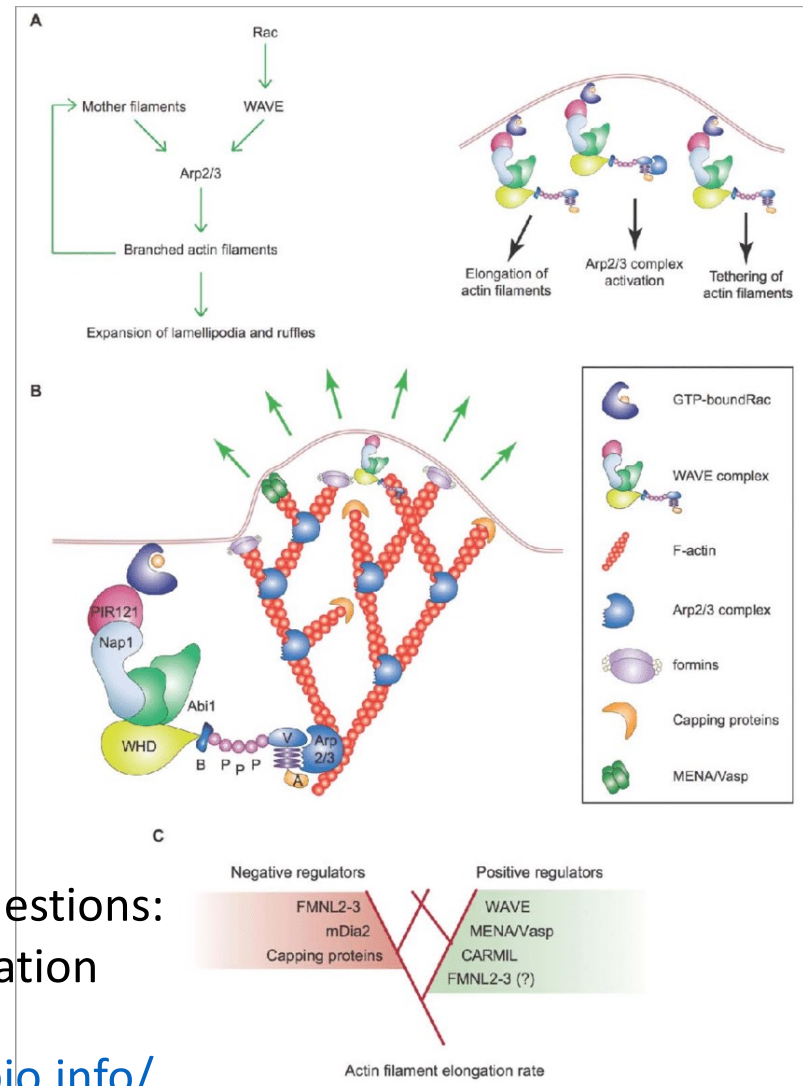 A
Rac
Mother filaments
WAVE
Arp2/3
Branched actin filaments
Expansion of lamellipodia and ruffles
Elongation of
actin filaments
Arp2/3 complex
activation
Tethering of
actin filaments
B
PIR121
Nap1
Abi1
WHD
B
P
P
P
V
A
Arp
2/3
GTP-boundRac
WAVE complex
F-actin
Arp2/3 complex
formins
Capping proteins
MENA/Vasp
C
Negative regulators
FMNL2-3
mDia2
Capping proteins
Positive regulators
WAVE
MENA/Vasp
CARMIL
FMNL2-3 (?)
Actin filament elongation rate
estions:
ation